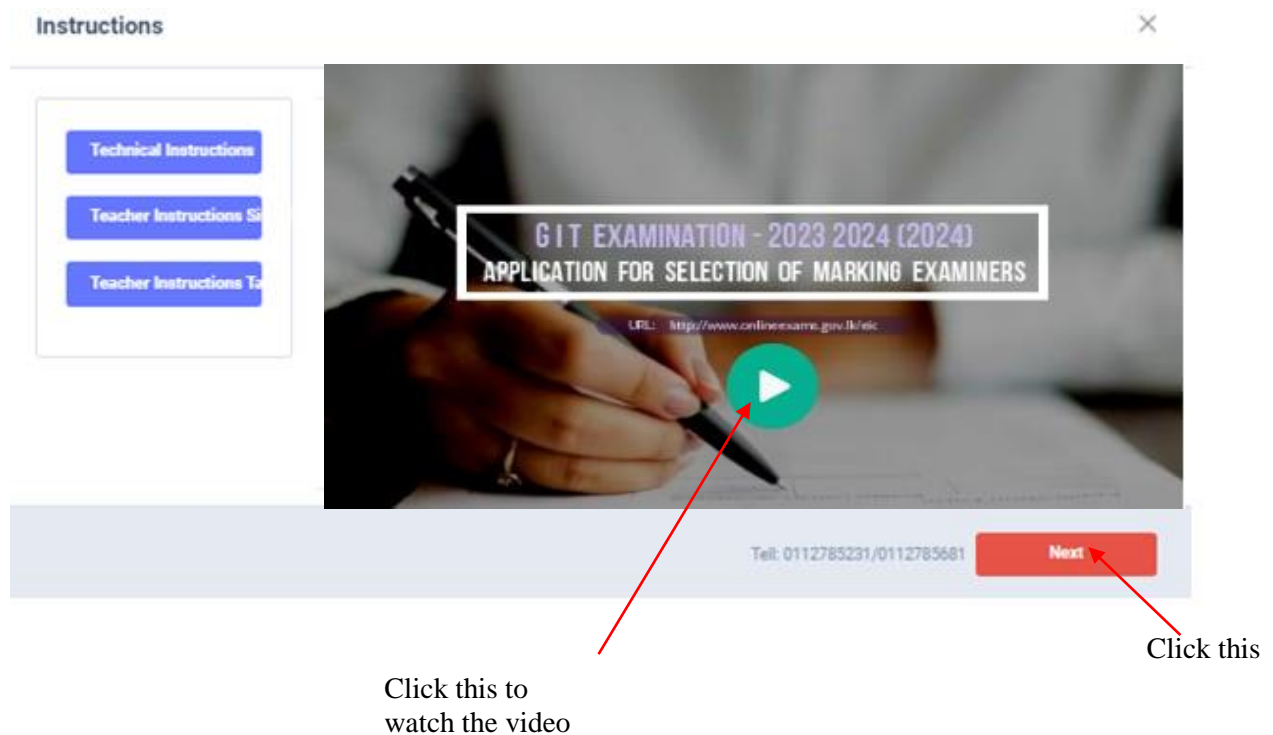 Instructions
Technical Instructions
Teacher Instructions Si
Teacher Instructions Ta
GIT EXAMINATION - 2023 2024 (2024)
APPLICATION FOR SELECTION OF MARKING EXAMINERS
URL: http://www.onlineexams.gov.lk/eic
Tell: 0112785231/0112785681
Next
Click this
Click this to
watch the video